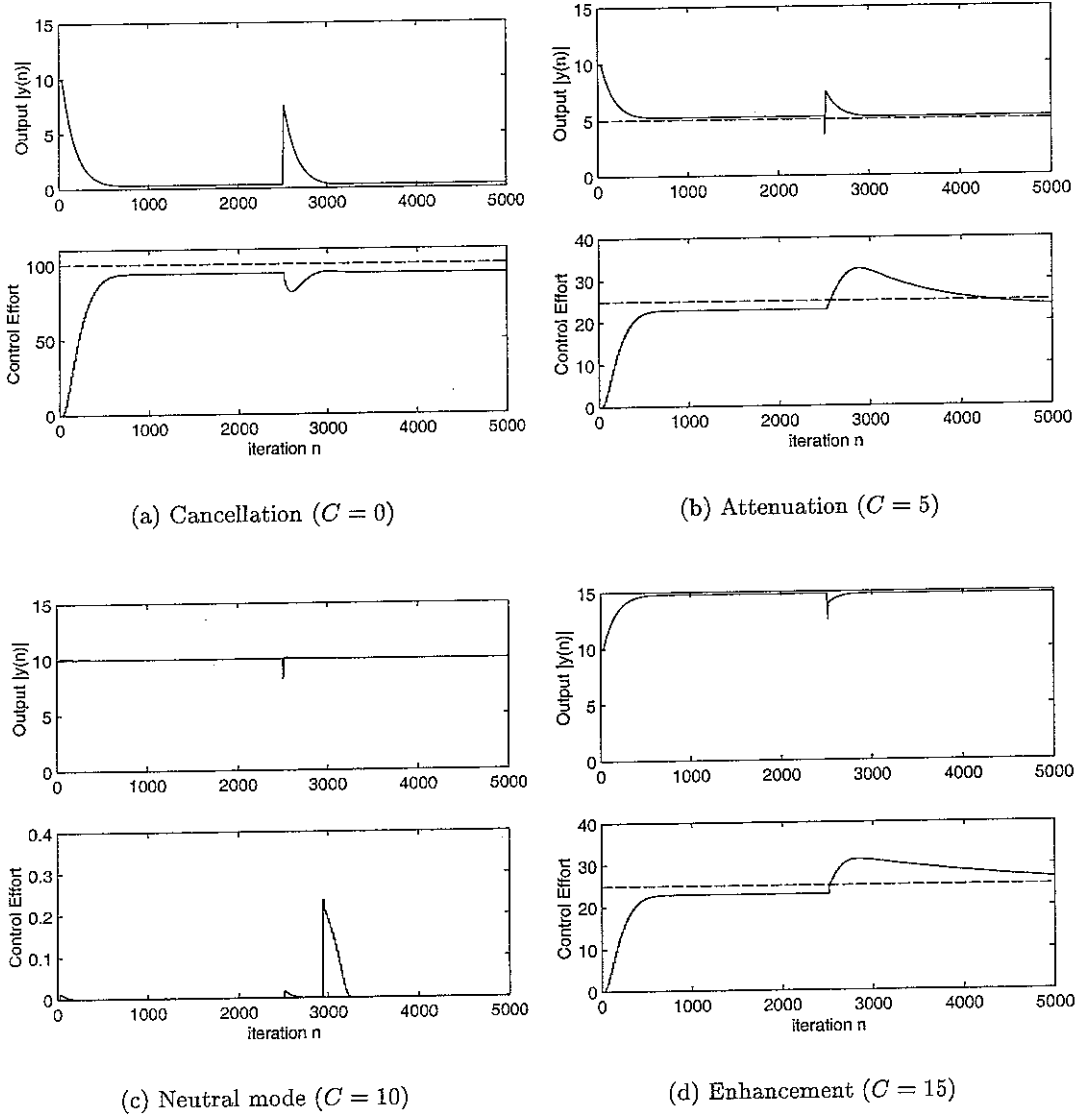 15
10
5
0
Output |y(n)|
0 1000 2000 3000 4000 5000
100
50
0
Control Effort
0 1000 2000 3000 4000 5000
iteration n
(a) Cancellation (C = 0)
15
10
5
0
Output |y(n)|
0 1000 2000 3000 4000 5000
40
30
20
10
0
Control Effort
0 1000 2000 3000 4000 5000
iteration n
(b) Attenuation (C = 5)
15
10
5
0
Output |y(n)|
0 1000 2000 3000 4000 5000
0.4
0.3
0.2
0.1
0
Control Effort
0 1000 2000 3000 4000 5000
iteration n
(c) Neutral mode (C = 10)
15
10
5
0
Output |y(n)|
0 1000 2000 3000 4000 5000
40
30
20
10
0
Control Effort
0 1000 2000 3000 4000 5000
iteration n
(d) Enhancement (C = 15)